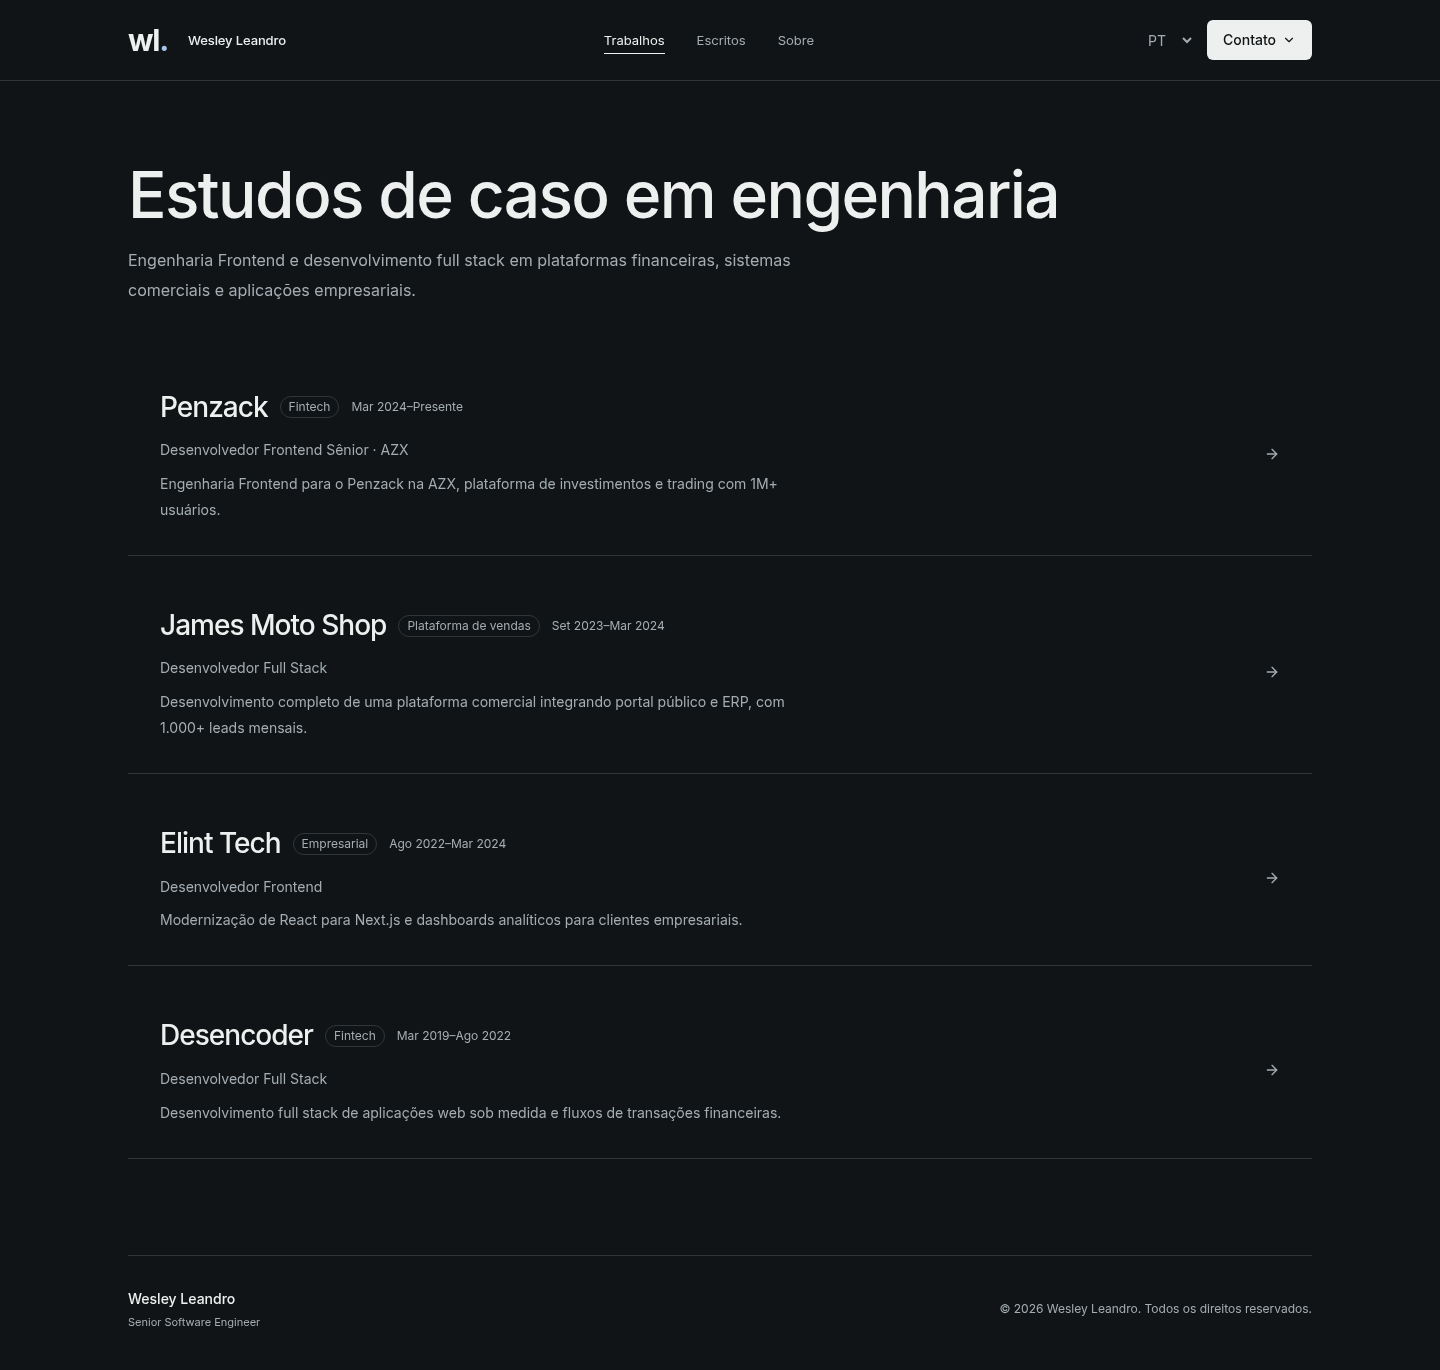 wl. Wesley Leandro Trabalhos Escritos Sobre PT Contato
Estudos de caso em engenharia
Engenharia Frontend e desenvolvimento full stack em plataformas financeiras, sistemas
comerciais e aplicações empresariais.
Penzack Fintech Mar 2024–Presente
Desenvolvedor Frontend Sênior · AZX
Engenharia Frontend para o Penzack na AZX, plataforma de investimentos e trading com 1M+
usuários.
James Moto Shop Plataforma de vendas Set 2023–Mar 2024
Desenvolvedor Full Stack
Desenvolvimento completo de uma plataforma comercial integrando portal público e ERP, com
1.000+ leads mensais.
Elint Tech Empresarial Ago 2022–Mar 2024
Desenvolvedor Frontend
Modernização de React para Next.js e dashboards analíticos para clientes empresariais.
Desencoder Fintech Mar 2019–Ago 2022
Desenvolvedor Full Stack
Desenvolvimento full stack de aplicações web sob medida e fluxos de transações financeiras.
Wesley Leandro
Senior Software Engineer
© 2026 Wesley Leandro. Todos os direitos reservados.